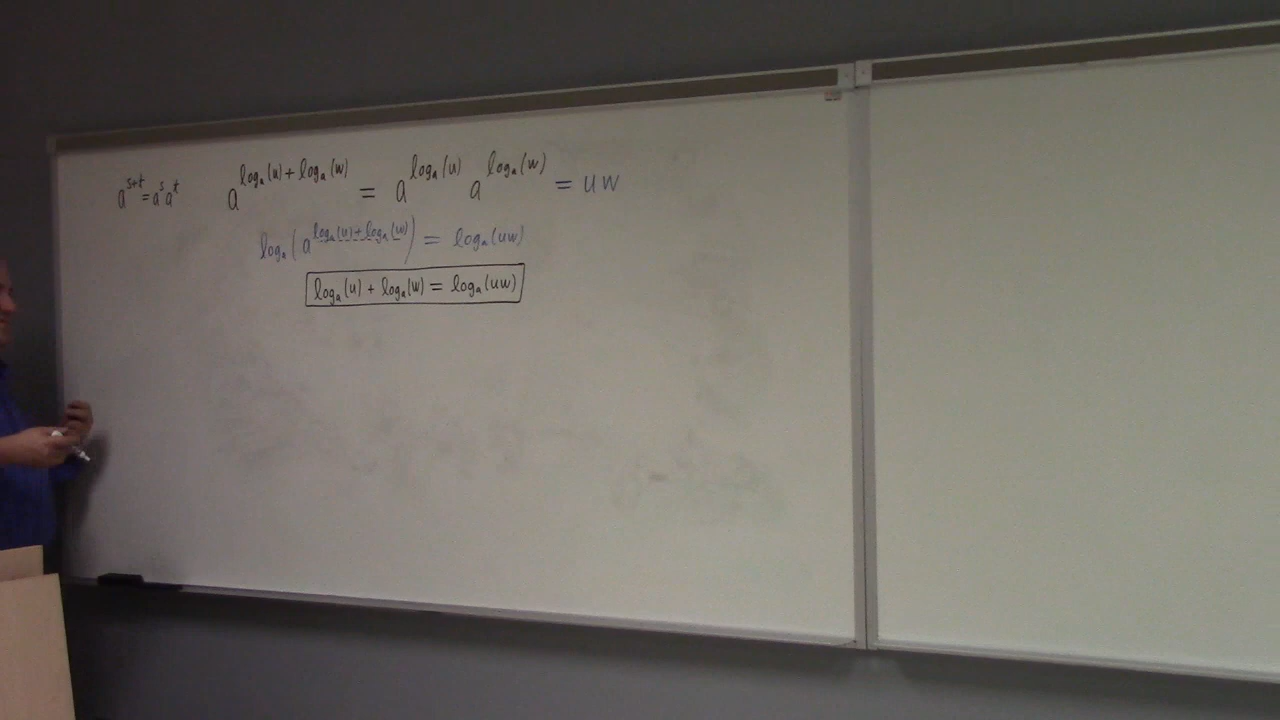 a^{s+t} = a^s a^t    a^{log_a(u) + log_a(w)} = a^{log_a(u)} a^{log_a(w)} = uw
log_a(a^{log_a(u) + log_a(w)}) = log_a(uw)
log_a(u) + log_a(w) = log_a(uw)